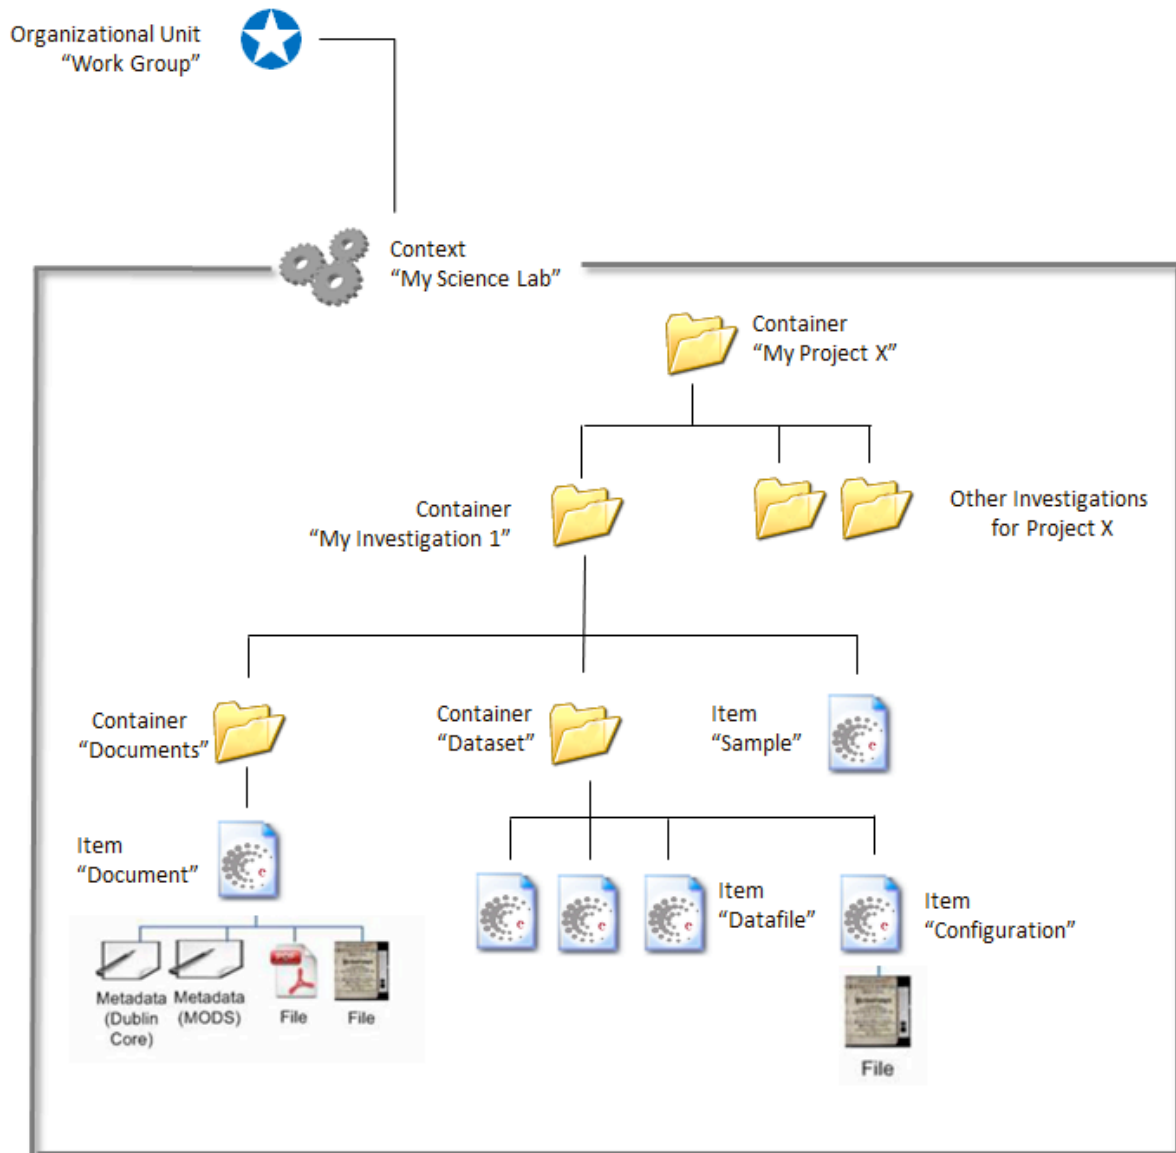 Organizational Unit
“Work Group”
Context
“My Science Lab”
Container
“My Project X”
Container
“My Investigation 1”
Other Investigations
for Project X
Container
“Documents”
Container
“Dataset”
Item
“Sample”
Item
“Document”
Item
“Datafile”
Item
“Configuration”
Metadata
(Dublin
Core)
Metadata
(MODS)
PDF
File
File
File